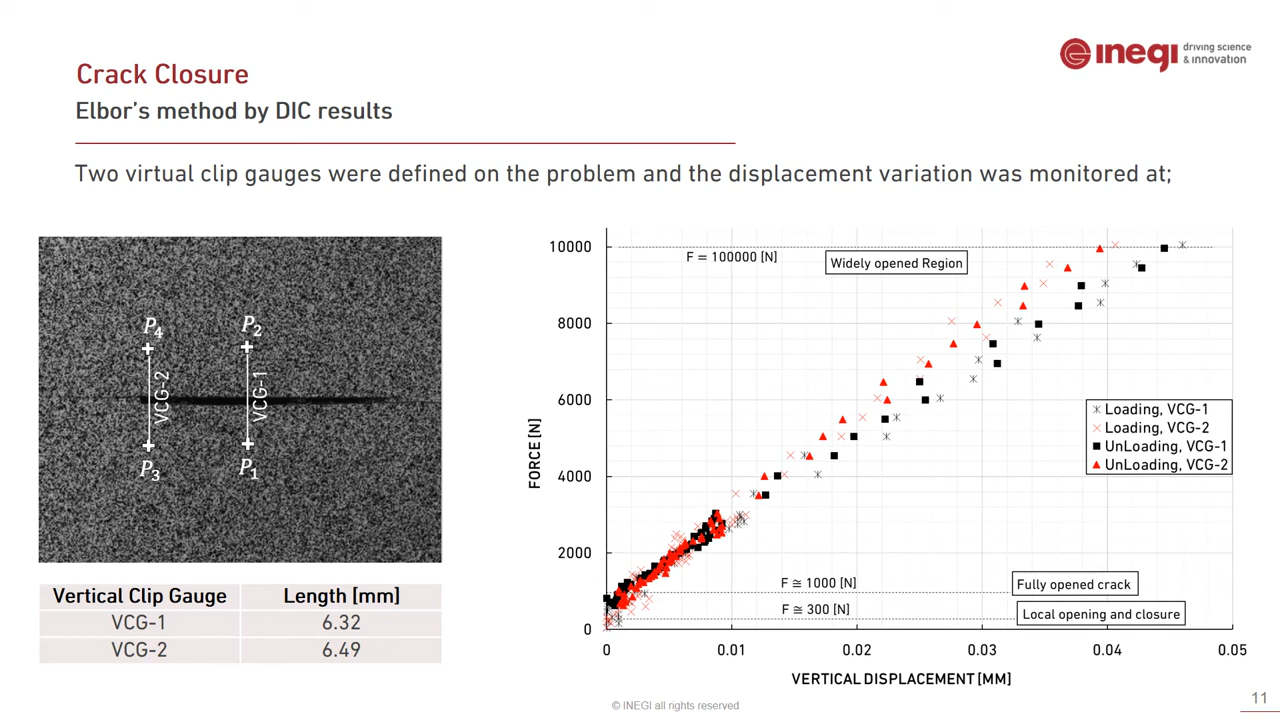 inegi driving science
& innovation
Crack Closure
Elbor's method by DIC results
Two virtual clip gauges were defined on the problem and the displacement variation was monitored at;
P4
P2
VCG-2
VCG-1
P3
P1
Vertical Clip Gauge Length [mm]
VCG-1 6.32
VCG-2 6.49
FORCE [N]
10000
8000
6000
4000
2000
0
F = 100000 [N]
Widely opened Region
Loading, VCG-1
Loading, VCG-2
UnLoading, VCG-1
UnLoading, VCG-2
F ≅ 1000 [N]
Fully opened crack
F ≅ 300 [N]
Local opening and closure
0 0.01 0.02 0.03 0.04 0.05
VERTICAL DISPLACEMENT [MM]
© INEGI all rights reserved
11